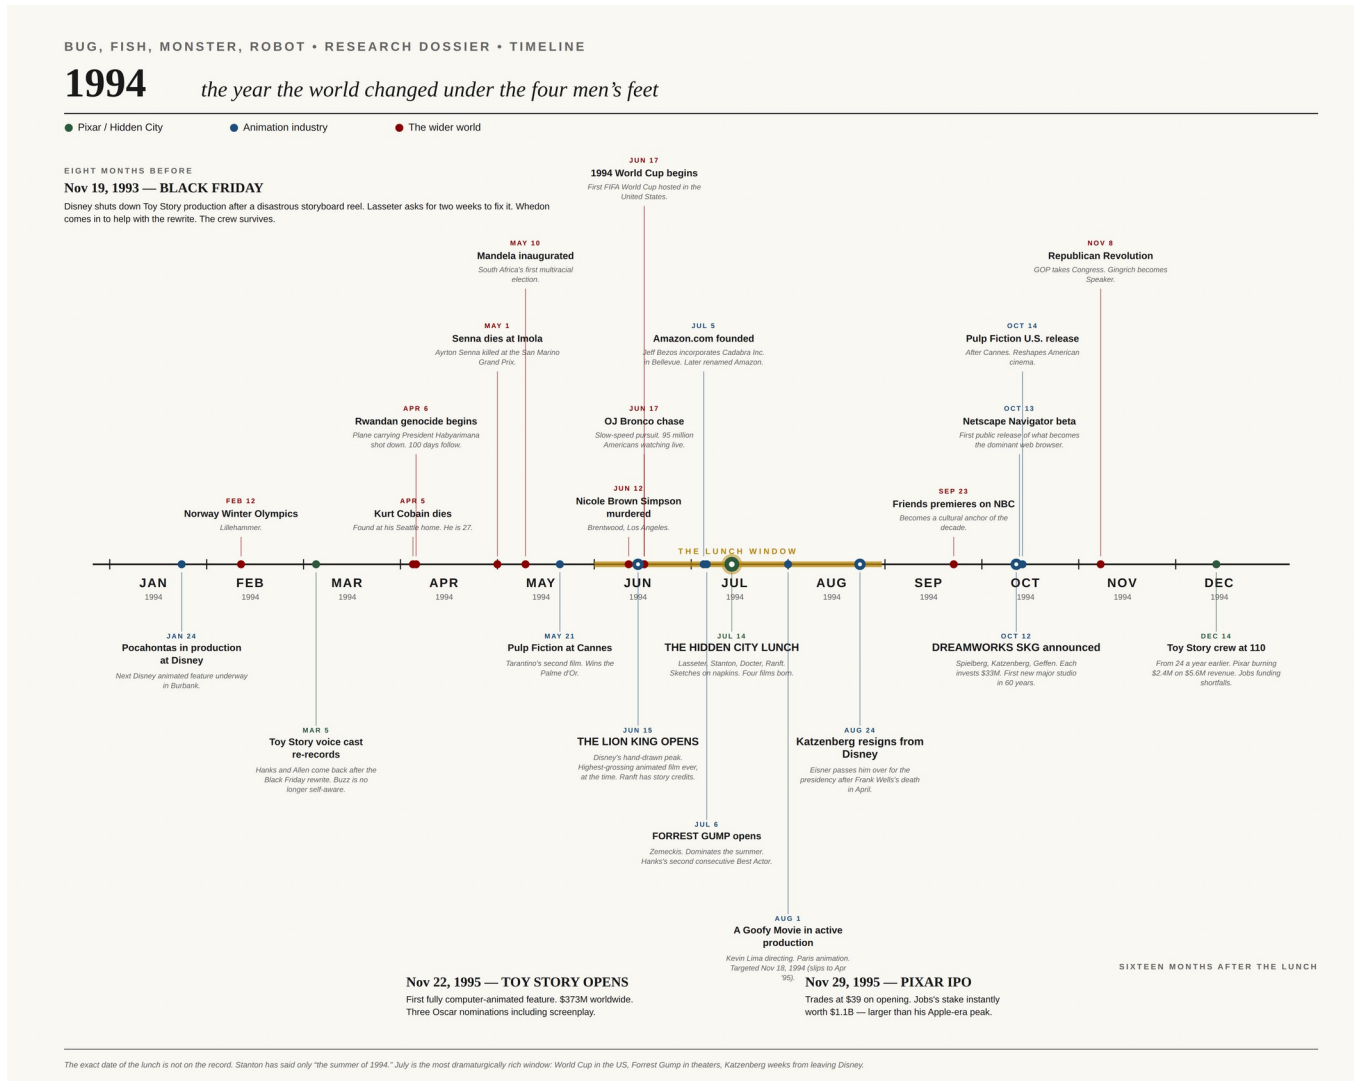 BUG, FISH, MONSTER, ROBOT • RESEARCH DOSSIER • TIMELINE
1994 the year the world changed under the four men’s feet
Pixar / Hidden City
Animation industry
The wider world
EIGHT MONTHS BEFORE
Nov 19, 1993 — BLACK FRIDAY
Disney shuts down Toy Story production after a disastrous storyboard reel. Lasseter asks for two weeks to fix it. Whedon
comes in to help with the rewrite. The crew survives.
JUN 17
1994 World Cup begins
First FIFA World Cup hosted in the
United States.
MAY 10
Mandela inaugurated
South Africa's first multiracial
election.
NOV 8
Republican Revolution
GOP takes Congress. Gingrich becomes
Speaker.
MAY 1
Senna dies at Imola
Ayrton Senna killed at the San Marino
Grand Prix.
JUL 5
Amazon.com founded
Jeff Bezos incorporates Cadabra Inc.
in Bellevue. Later renamed Amazon.
OCT 14
Pulp Fiction U.S. release
After Cannes. Reshapes American
cinema.
APR 6
Rwandan genocide begins
Plane carrying President Habyarimana
shot down. 100 days follow.
JUN 17
OJ Bronco chase
Slow-speed pursuit. 95 million
Americans watching live.
OCT 13
Netscape Navigator beta
First public release of what becomes
the dominant web browser.
FEB 12
Norway Winter Olympics
Lillehammer.
APR 5
Kurt Cobain dies
Found at his Seattle home. He is 27.
JUN 12
Nicole Brown Simpson
murdered
Brentwood, Los Angeles.
SEP 23
Friends premieres on NBC
Becomes a cultural anchor of the
decade.
THE LUNCH WINDOW
JAN FEB MAR APR MAY JUN JUL AUG SEP OCT NOV DEC
1994 1994 1994 1994 1994 1994 1994 1994 1994 1994 1994 1994
JAN 24
Pocahontas in production
at Disney
Next Disney animated feature underway
in Burbank.
MAY 21
Pulp Fiction at Cannes
Tarantino's second film. Wins the
Palme d'Or.
JUL 14
THE HIDDEN CITY LUNCH
Lasseter, Stanton, Docter, Ranft.
Sketches on napkins. Four films born.
OCT 12
DREAMWORKS SKG announced
Spielberg, Katzenberg, Geffen. Each
invests $33M. First new major studio
in 60 years.
DEC 14
Toy Story crew at 110
From 24 a year earlier. Pixar burning
$2.4M on $5.6M revenue. Jobs funding
shortfalls.
MAR 5
Toy Story voice cast
re-records
Hanks and Allen come back after the
Black Friday rewrite. Buzz is no
longer self-aware.
JUN 15
THE LION KING OPENS
Disney's hand-drawn peak.
Highest-grossing animated film ever,
at the time. Ranft has story credits.
AUG 24
Katzenberg resigns from
Disney
Eisner passes him over for the
presidency after Frank Wells's death
in April.
JUL 6
FORREST GUMP opens
Zemeckis. Dominates the summer.
Hanks's second consecutive Best Actor.
AUG 1
A Goofy Movie in active
production
Kevin Lima directing. Paris animation.
Targeted Nov 18, 1994 (slips to Apr
'95).
SIXTEEN MONTHS AFTER THE LUNCH
Nov 22, 1995 — TOY STORY OPENS
First fully computer-animated feature. $373M worldwide.
Three Oscar nominations including screenplay.
Nov 29, 1995 — PIXAR IPO
Trades at $39 on opening. Jobs's stake instantly
worth $1.1B — larger than his Apple-era peak.
The exact date of the lunch is not on the record. Stanton has said only “the summer of 1994.” July is the most dramaturgically rich window: World Cup in the US, Forrest Gump in theaters, Katzenberg weeks from leaving Disney.